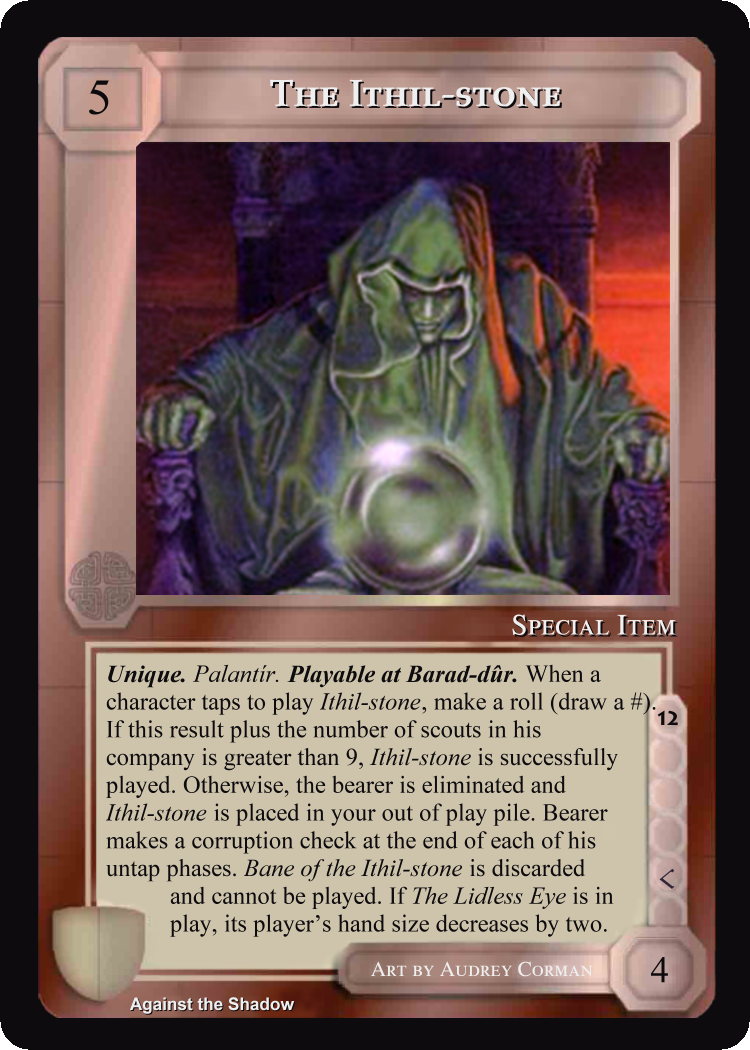 5
The Ithil-stone
Special Item
Unique. Palantír. Playable at Barad-dûr. When a
character taps to play Ithil-stone, make a roll (draw a #).
If this result plus the number of scouts in his
company is greater than 9, Ithil-stone is successfully
played. Otherwise, the bearer is eliminated and
Ithil-stone is placed in your out of play pile. Bearer
makes a corruption check at the end of each of his
untap phases. Bane of the Ithil-stone is discarded
and cannot be played. If The Lidless Eye is in
play, its player's hand size decreases by two.
12
<
4
Art by Audrey Corman
Against the Shadow